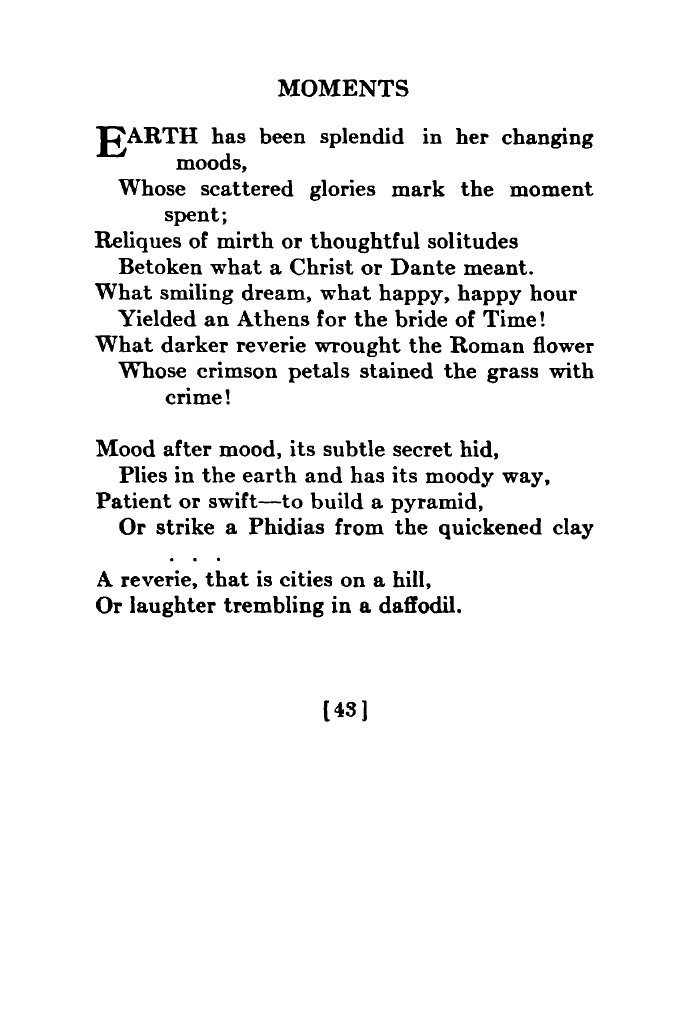 MOMENTS
EARTH has been splendid in her changing
moods,
Whose scattered glories mark the moment
spent;
Reliques of mirth or thoughtful solitudes
Betoken what a Christ or Dante meant.
What smiling dream, what happy, happy hour
Yielded an Athens for the bride of Time!
What darker reverie wrought the Roman flower
Whose crimson petals stained the grass with
crime!
Mood after mood, its subtle secret hid,
Plies in the earth and has its moody way,
Patient or swift—to build a pyramid,
Or strike a Phidias from the quickened clay
. . .
A reverie, that is cities on a hill,
Or laughter trembling in a daffodil.
[43]